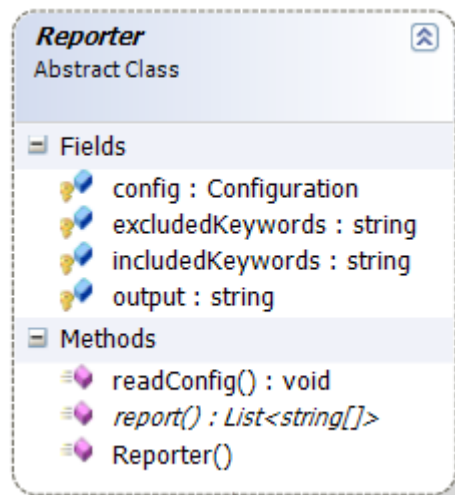 Reporter
Abstract Class
Fields
config : Configuration
excludedKeywords : string
includedKeywords : string
output : string
Methods
readConfig() : void
report() : List<string[]>
Reporter()